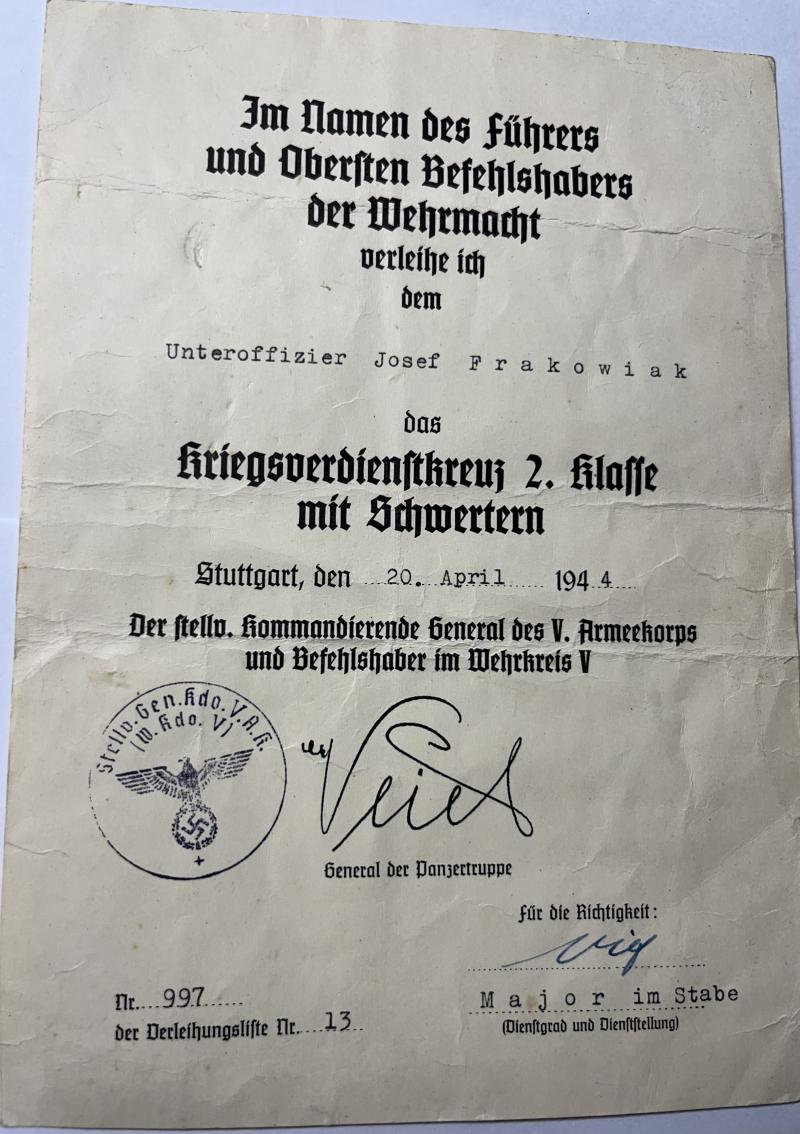 Im Namen des Führers
und Obersten Befehlshabers
der Wehrmacht
verleihe ich
dem
Unteroffizier Josef Frakowiak
das
Kriegsverdienstkreuz 2. Klasse
mit Schwertern
Stuttgart, den 20. April 1944
Der stellv. Kommandierende General des V. Armeekorps
und Befehlshaber im Wehrkreis V
Stellv. Gen. Kdo. V. A. K.
(W. Kdo. V)
Veiel
General der Panzertruppe
Für die Richtigkeit:
Major im Stabe
(Dienstgrad und Dienststellung)
Nr. 997
der Verleihungsliste Nr. 13